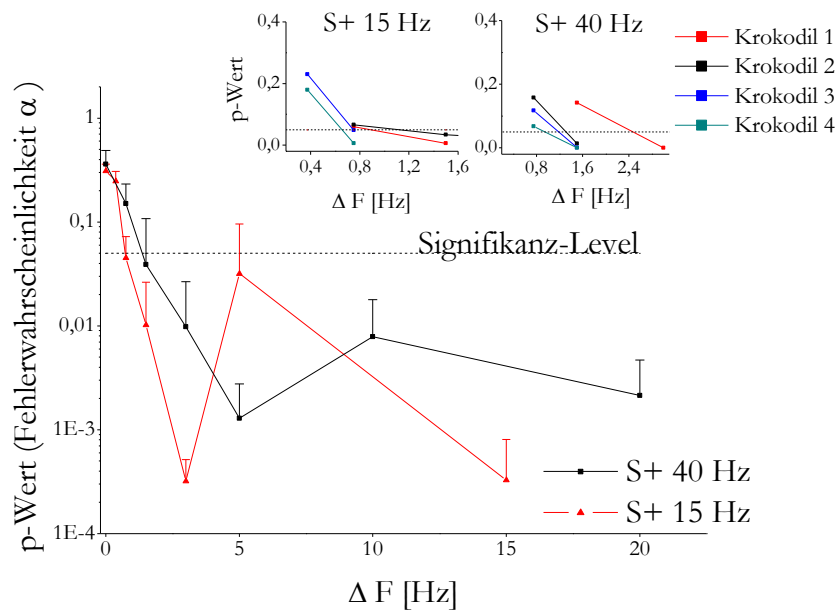 S+ 15 Hz
S+ 40 Hz
Krokodil 1
Krokodil 2
Krokodil 3
Krokodil 4
p-Wert
0,4
0,2
0,0
0,4 0,8 1,2 1,6
Δ F [Hz]
0,4
0,2
0,0
0,8 1,6 2,4
Δ F [Hz]
p-Wert (Fehlerwahrscheinlichkeit α )
1
0,1
0,01
1E-3
1E-4
Signifikanz-Level
S+ 40 Hz
S+ 15 Hz
0 5 10 15 20
Δ F [Hz]